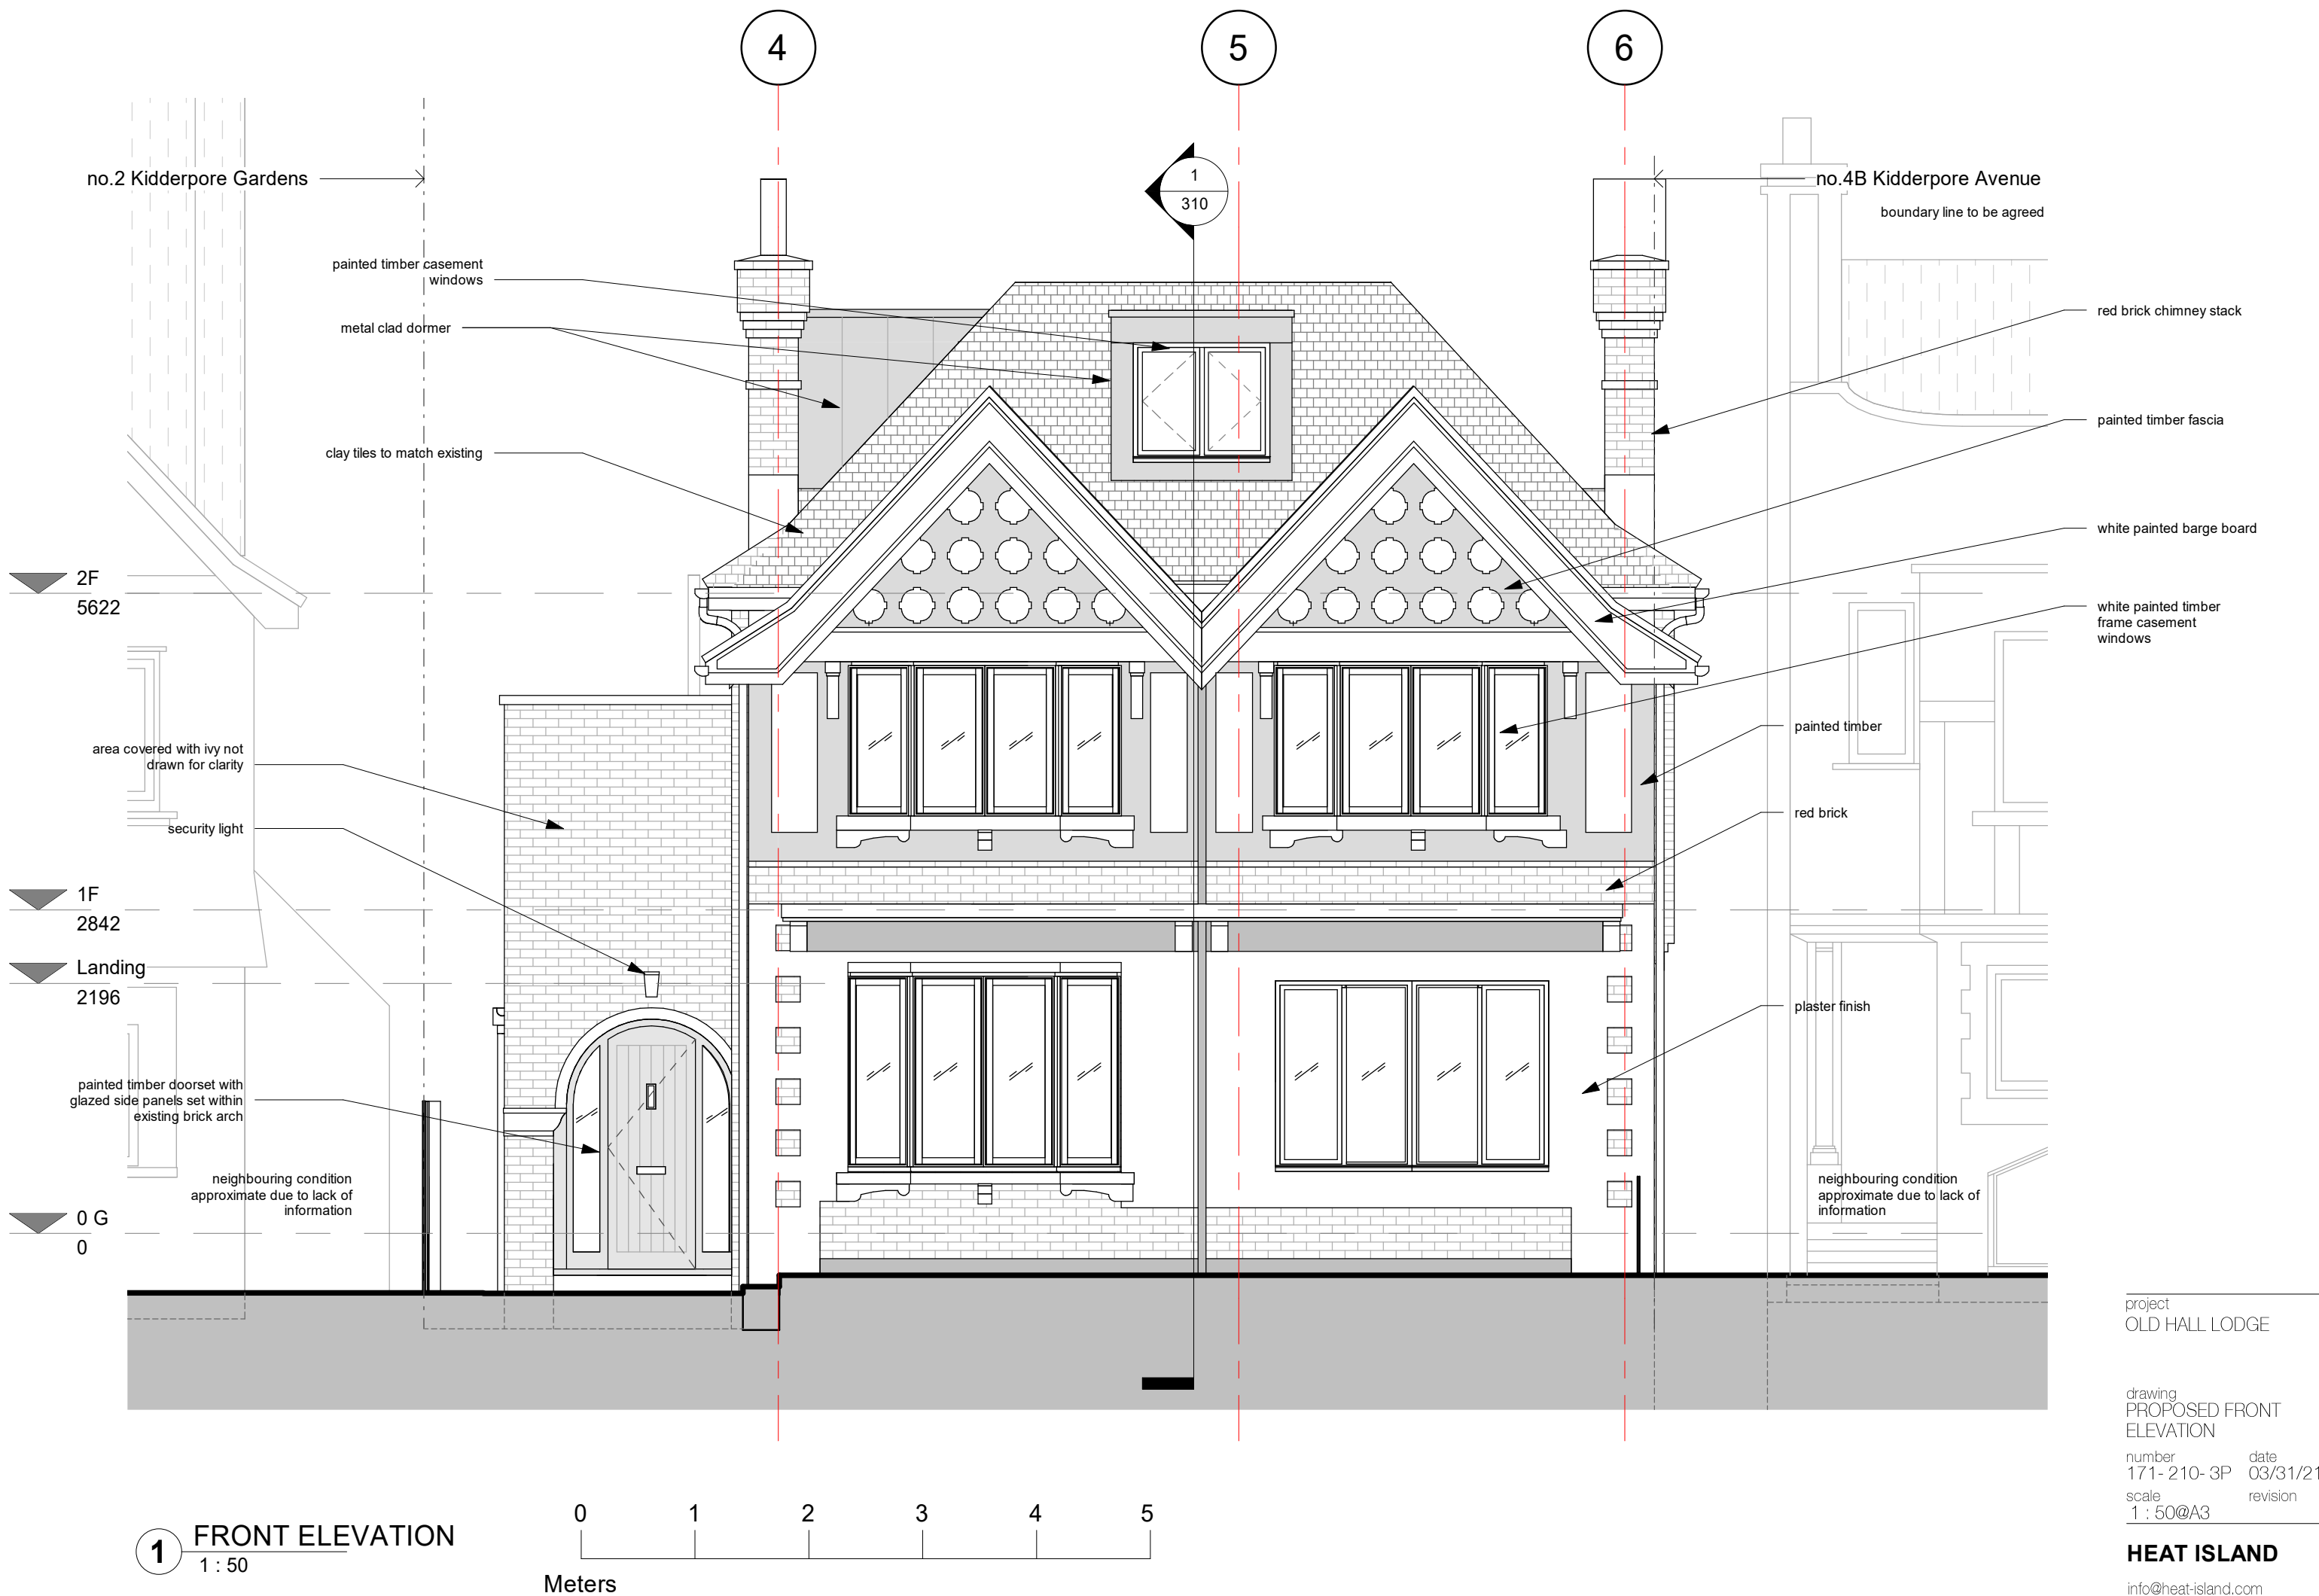 4
5
6
no.2 Kidderpore Gardens
1
310
no.4B Kidderpore Avenue
boundary line to be agreed
painted timber casement
windows
metal clad dormer
clay tiles to match existing
red brick chimney stack
painted timber fascia
white painted barge board
white painted timber
frame casement
windows
2F
5622
painted timber
area covered with ivy not
drawn for clarity
security light
red brick
1F
2842
Landing
2196
plaster finish
painted timber doorset with
glazed side panels set within
existing brick arch
neighbouring condition
approximate due to lack of
information
neighbouring condition
approximate due to lack of
information
0 G
0
project
OLD HALL LODGE
drawing
PROPOSED FRONT
ELEVATION
number date
171- 210- 3P 03/31/21
scale revision
1 : 50@A3
HEAT ISLAND
info@heat-island.com
1 FRONT ELEVATION
1 : 50
0 1 2 3 4 5
Meters